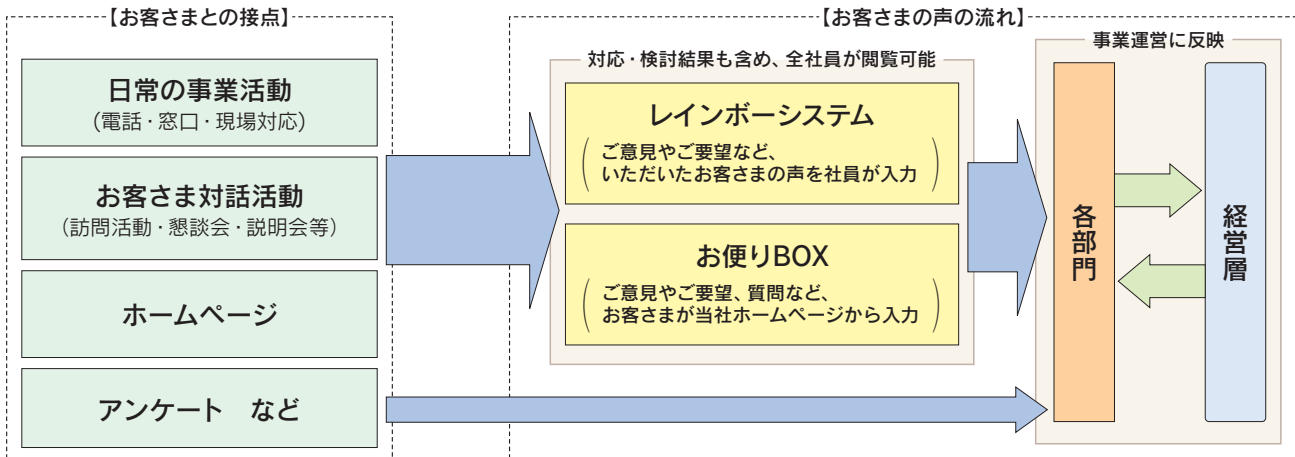 【お客さまとの接点】
日常の事業活動
(電話・窓口・現場対応)
お客さま対話活動
(訪問活動・懇談会・説明会等)
ホームページ
アンケート　など
【お客さまの声の流れ】
対応・検討結果も含め、全社員が閲覧可能
レインボーシステム
ご意見やご要望など、
いただいたお客さまの声を社員が入力
お便りBOX
ご意見やご要望、質問など、
お客さまが当社ホームページから入力
事業運営に反映
各部門
経営層